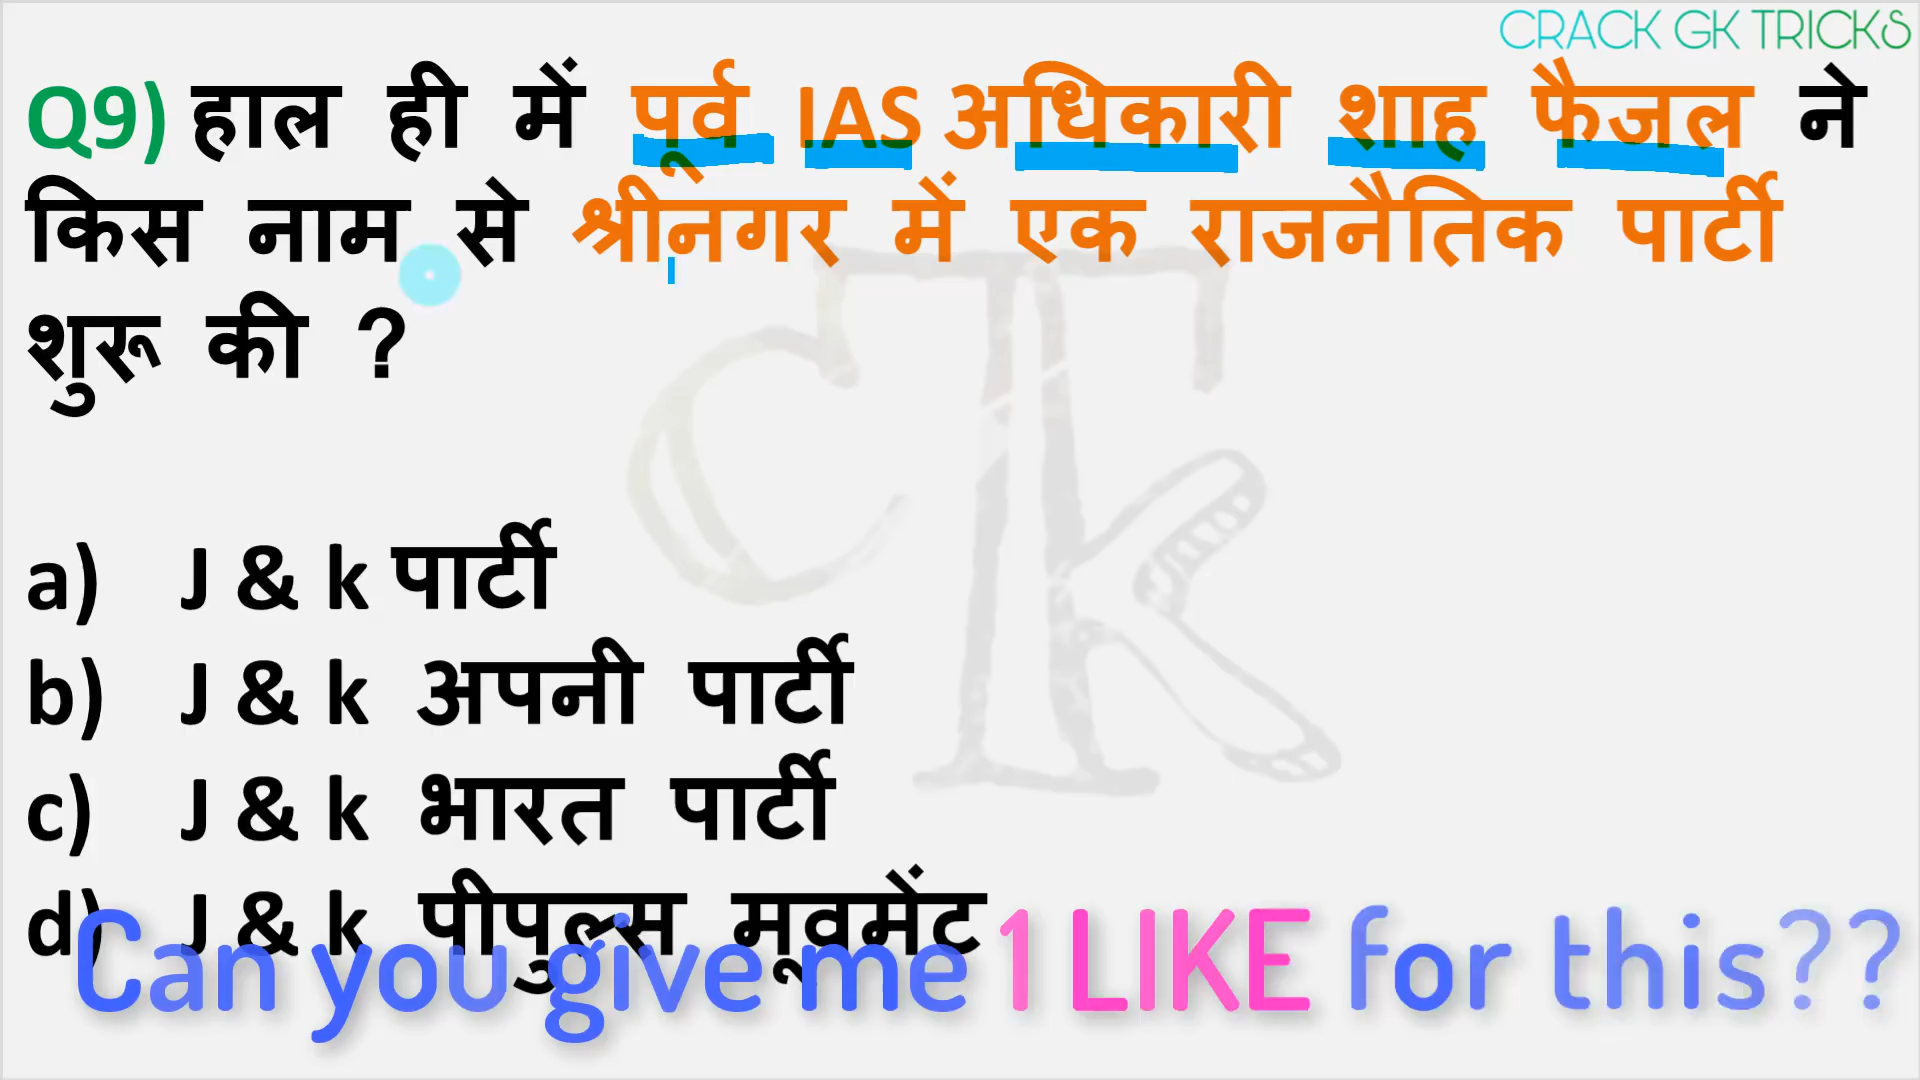 CRACK GK TRICKS
Q9) हाल ही में पूर्व IAS अधिकारी शाह फैजल ने
किस नाम से श्रीनगर में एक राजनैतिक पार्टी
शुरू की ?
a) J & k पार्टी
b) J & k अपनी पार्टी
c) J & k भारत पार्टी
d) J & k पीपुल्स मूवमेंट
Can you give me 1 LIKE for this??
CTk